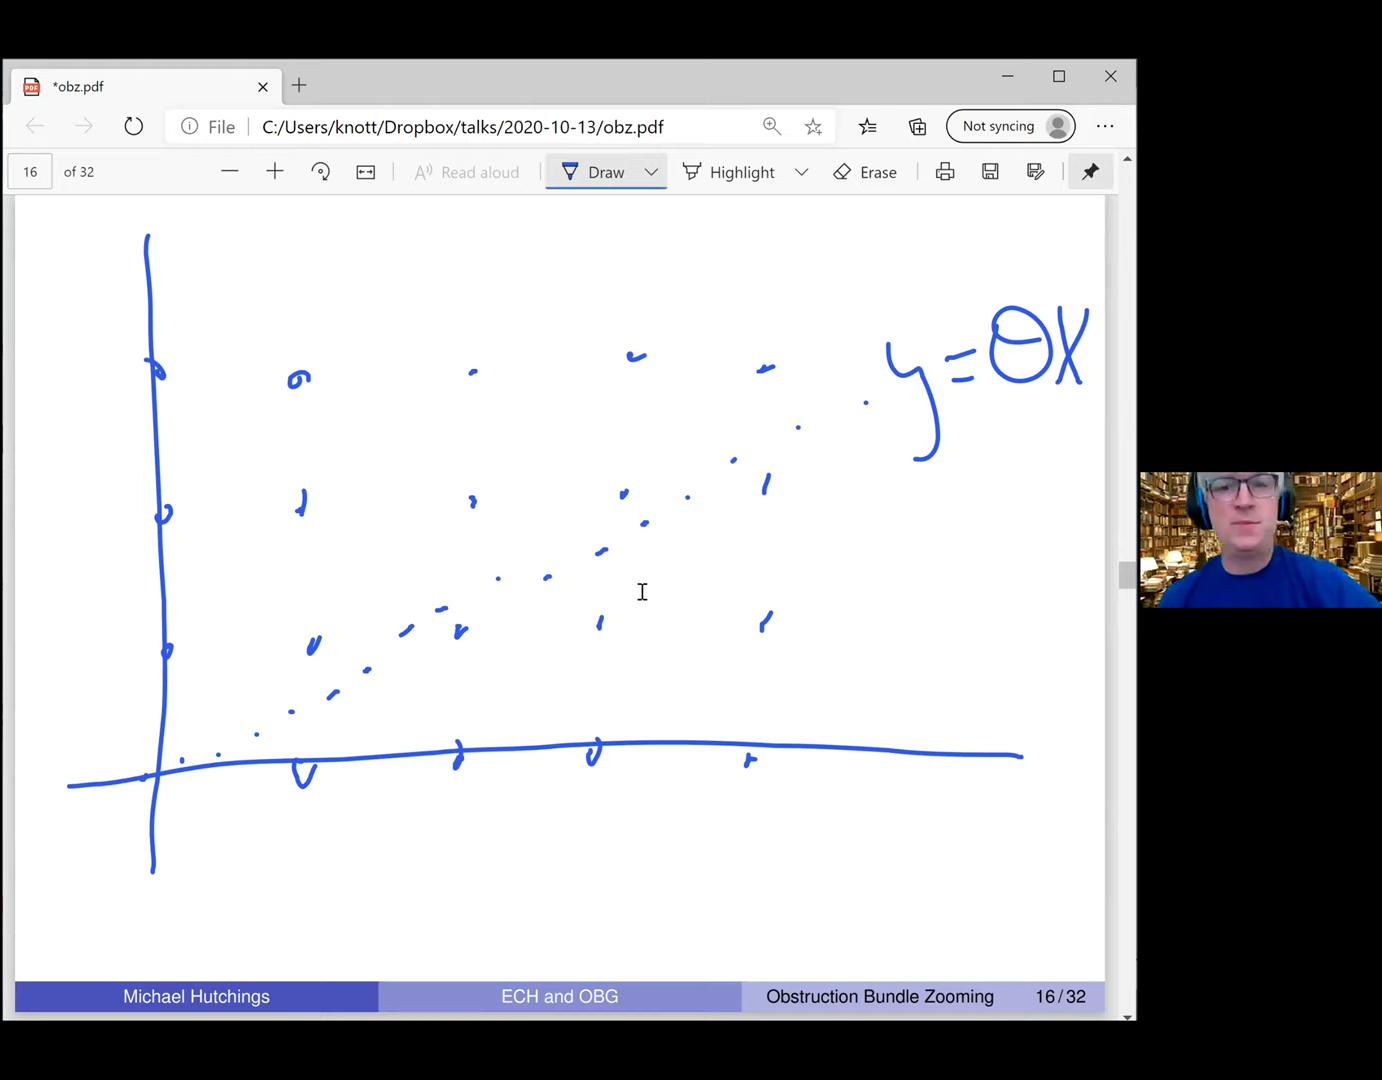 *obz.pdf
File C:/Users/knott/Dropbox/talks/2020-10-13/obz.pdf Not syncing
16 of 32 Read aloud Draw Highlight Erase
y=θX
Michael Hutchings ECH and OBG Obstruction Bundle Zooming 16/32